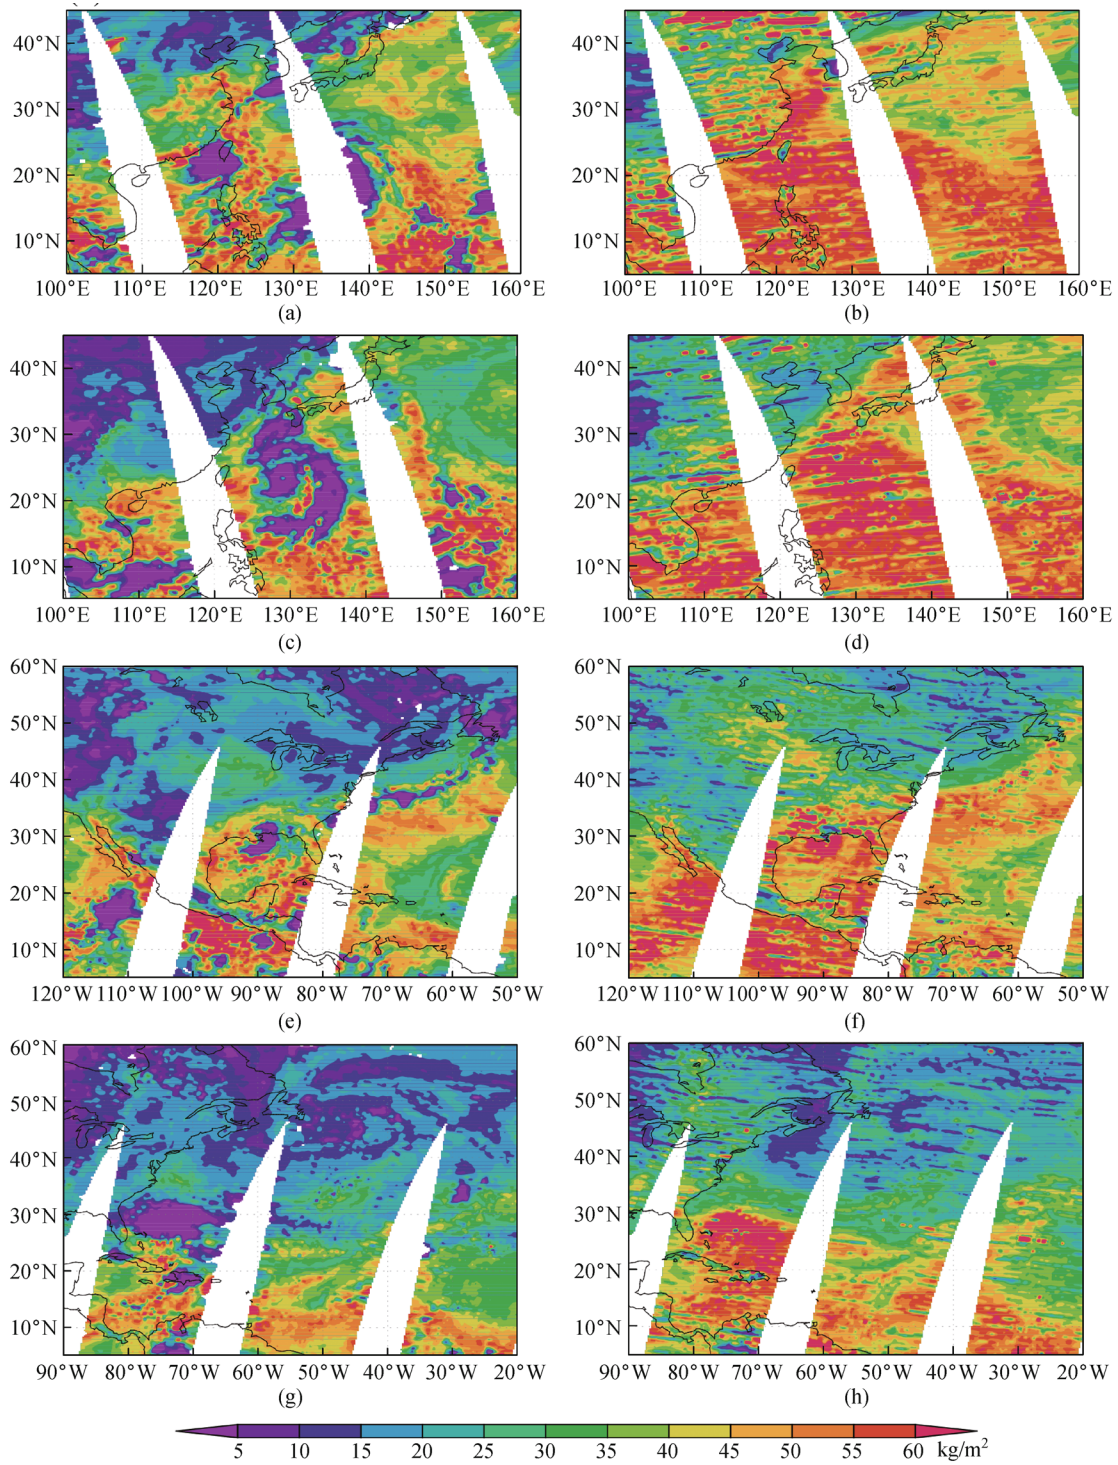 40°N 40°N
30°N 30°N
20°N 20°N
10°N 10°N
100°E 110°E 120°E 130°E 140°E 150°E 160°E 100°E 110°E 120°E 130°E 140°E 150°E 160°E
(a) (b)
40°N 40°N
30°N 30°N
20°N 20°N
10°N 10°N
100°E 110°E 120°E 130°E 140°E 150°E 160°E 100°E 110°E 120°E 130°E 140°E 150°E 160°E
(c) (d)
60°N 60°N
50°N 50°N
40°N 40°N
30°N 30°N
20°N 20°N
10°N 10°N
120°W 110°W 100°W 90°W 80°W 70°W 60°W 50°W 120°W 110°W 100°W 90°W 80°W 70°W 60°W 50°W
(e) (f)
60°N 60°N
50°N 50°N
40°N 40°N
30°N 30°N
20°N 20°N
10°N 10°N
90°W 80°W 70°W 60°W 50°W 40°W 30°W 20°W 90°W 80°W 70°W 60°W 50°W 40°W 30°W 20°W
(g) (h)
5 10 15 20 25 30 35 40 45 50 55 60 kg/m²